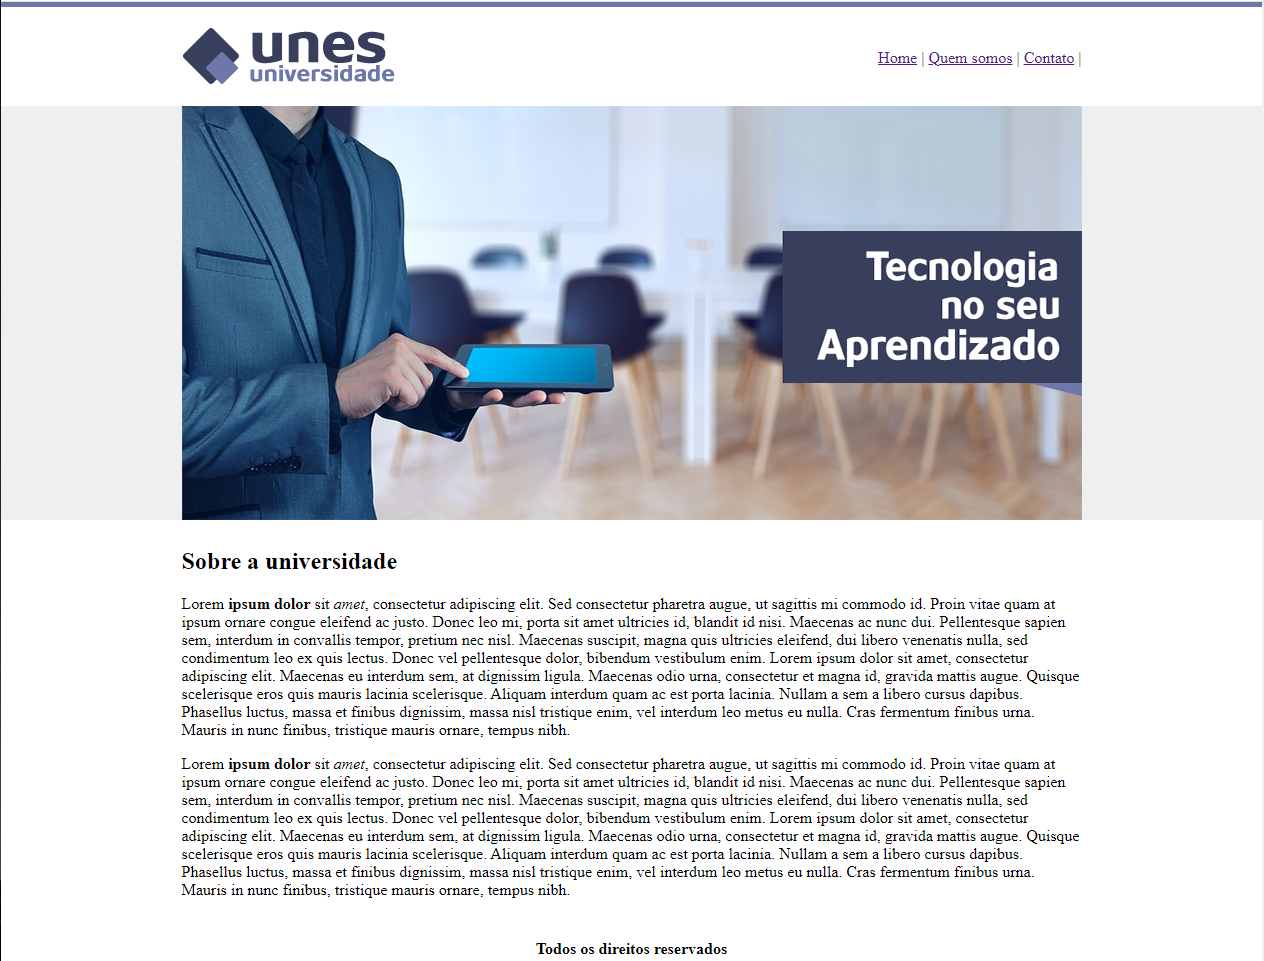 unes
universidade
Home | Quem somos | Contato |
Tecnologia
no seu
Aprendizado
Sobre a universidade
Lorem ipsum dolor sit amet, consectetur adipiscing elit. Sed consectetur pharetra augue, ut sagittis mi commodo id. Proin vitae quam at
ipsum ornare congue eleifend ac justo. Donec leo mi, porta sit amet ultricies id, blandit id nisi. Maecenas ac nunc dui. Pellentesque sapien
sem, interdum in convallis tempor, pretium nec nisl. Maecenas suscipit, magna quis ultricies eleifend, dui libero venenatis nulla, sed
condimentum leo ex quis lectus. Donec vel pellentesque dolor, bibendum vestibulum enim. Lorem ipsum dolor sit amet, consectetur
adipiscing elit. Maecenas eu interdum sem, at dignissim ligula. Maecenas odio urna, consectetur et magna id, gravida mattis augue. Quisque
scelerisque eros quis mauris lacinia scelerisque. Aliquam interdum quam ac est porta lacinia. Nullam a sem a libero cursus dapibus.
Phasellus luctus, massa et finibus dignissim, massa nisl tristique enim, vel interdum leo metus eu nulla. Cras fermentum finibus urna.
Mauris in nunc finibus, tristique mauris ornare, tempus nibh.
Lorem ipsum dolor sit amet, consectetur adipiscing elit. Sed consectetur pharetra augue, ut sagittis mi commodo id. Proin vitae quam at
ipsum ornare congue eleifend ac justo. Donec leo mi, porta sit amet ultricies id, blandit id nisi. Maecenas ac nunc dui. Pellentesque sapien
sem, interdum in convallis tempor, pretium nec nisl. Maecenas suscipit, magna quis ultricies eleifend, dui libero venenatis nulla, sed
condimentum leo ex quis lectus. Donec vel pellentesque dolor, bibendum vestibulum enim. Lorem ipsum dolor sit amet, consectetur
adipiscing elit. Maecenas eu interdum sem, at dignissim ligula. Maecenas odio urna, consectetur et magna id, gravida mattis augue. Quisque
scelerisque eros quis mauris lacinia scelerisque. Aliquam interdum quam ac est porta lacinia. Nullam a sem a libero cursus dapibus.
Phasellus luctus, massa et finibus dignissim, massa nisl tristique enim, vel interdum leo metus eu nulla. Cras fermentum finibus urna.
Mauris in nunc finibus, tristique mauris ornare, tempus nibh.
Todos os direitos reservados